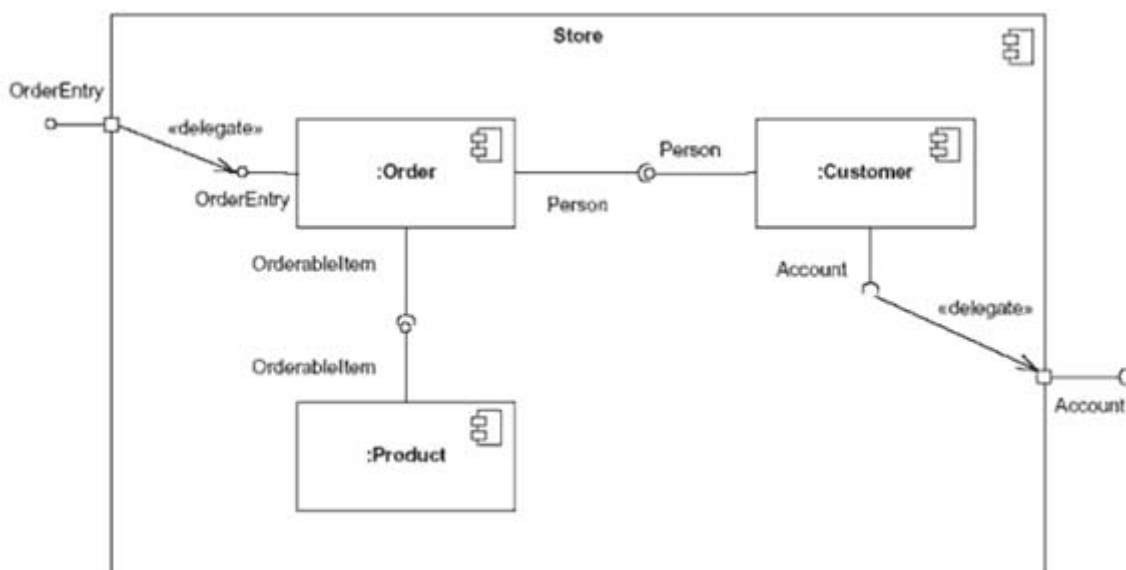 Store
OrderEntry
«delegate»
:Order
Person
:Customer
OrderEntry
Person
OrderableItem
Account
«delegate»
OrderableItem
Account
:Product